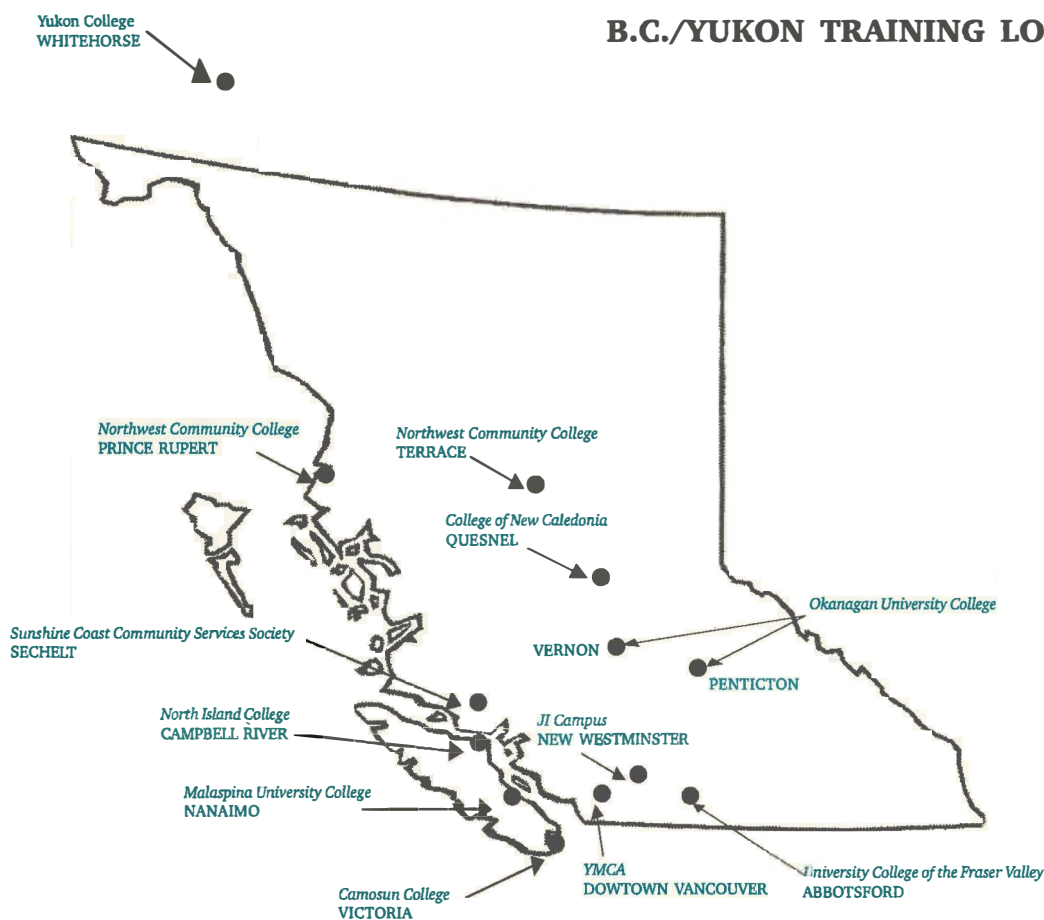 B.C./YUKON TRAINING LO
Yukon College
WHITEHORSE
Northwest Community College
PRINCE RUPERT
Northwest Community College
TERRACE
College of New Caledonia
QUESNEL
Okanagan University College
VERNON
PENTICTON
Sunshine Coast Community Services Society
SECHELT
North Island College
CAMPBELL RIVER
JI Campus
NEW WESTMINSTER
Malaspina University College
NANAIMO
YMCA
DOWTOWN VANCOUVER
University College of the Fraser Valley
ABBOTSFORD
Camosun College
VICTORIA